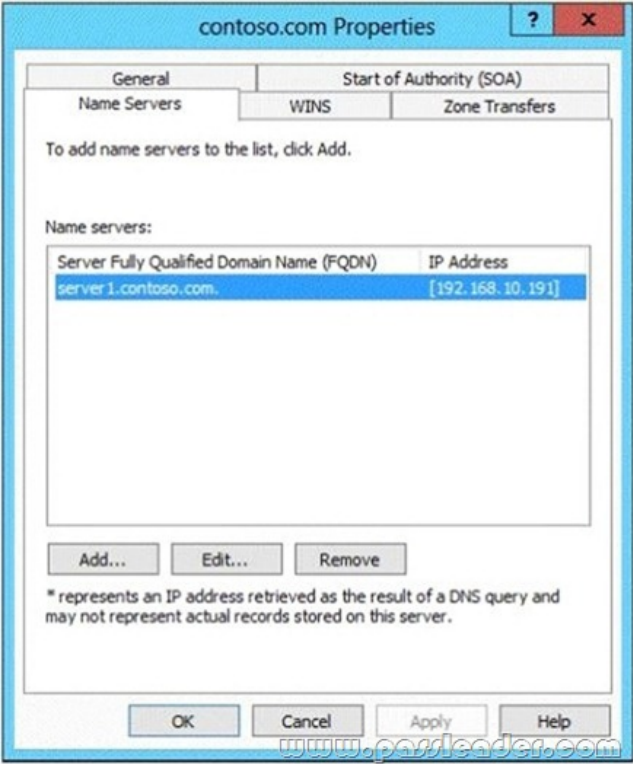 contoso.com Properties
? x
General Start of Authority (SOA)
Name Servers WINS Zone Transfers
To add name servers to the list, click Add.
Name servers:
Server Fully Qualified Domain Name (FQDN) IP Address
server1.contoso.com. [192.168.10.191]
Add... Edit... Remove
* represents an IP address retrieved as the result of a DNS query and
may not represent actual records stored on this server.
OK Cancel Apply Help
www.passleader.com